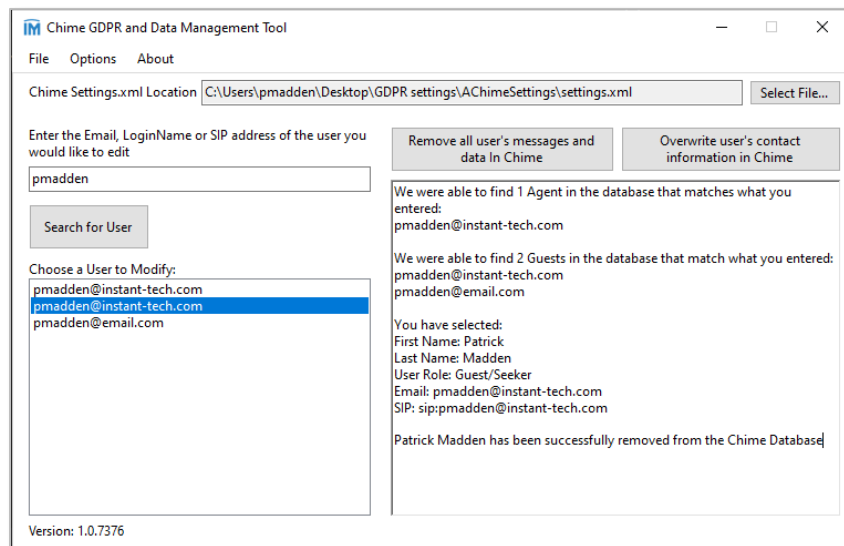 Chime GDPR and Data Management Tool
File Options About
Chime Settings.xml Location C:\Users\pmadden\Desktop\GDPR settings\AChimeSettings\settings.xml Select File...
Enter the Email, LoginName or SIP address of the user you
would like to edit
pmadden
Search for User
Choose a User to Modify:
pmadden@instant-tech.com
pmadden@instant-tech.com
pmadden@email.com
Remove all user's messages and
data In Chime
Overwrite user's contact
information in Chime
We were able to find 1 Agent in the database that matches what you
entered:
pmadden@instant-tech.com
We were able to find 2 Guests in the database that match what you entered:
pmadden@instant-tech.com
pmadden@email.com
You have selected:
First Name: Patrick
Last Name: Madden
User Role: Guest/Seeker
Email: pmadden@instant-tech.com
SIP: sip:pmadden@instant-tech.com
Patrick Madden has been successfully removed from the Chime Database
Version: 1.0.7376